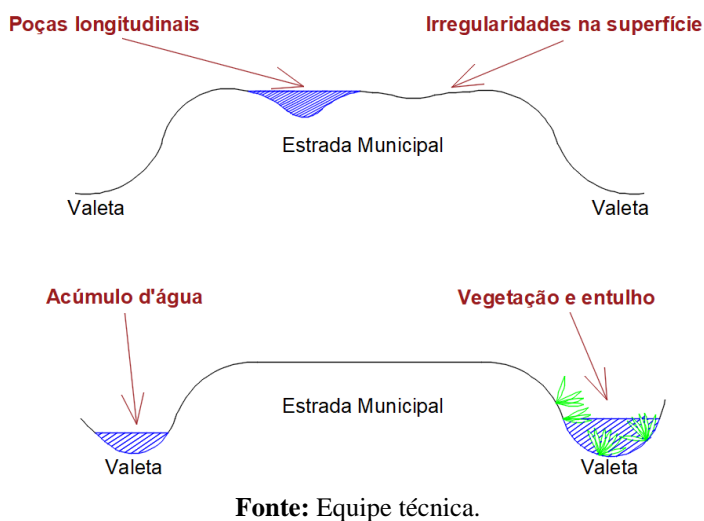 Poças longitudinais
Irregularidades na superfície
Estrada Municipal
Valeta
Valeta
Acúmulo d'água
Vegetação e entulho
Estrada Municipal
Valeta
Valeta
Fonte: Equipe técnica.